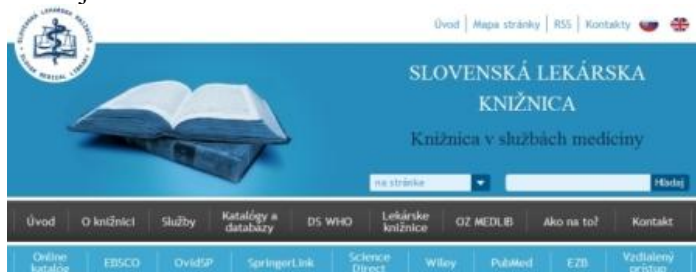 Úvod | Mapa stránky | RSS | Kontakty
SLOVENSKÁ LEKÁRSKA
KNIŽNICA
Knižnica v službách medicíny
na stránke
Hľadaj
Úvod
O knižnici
Služby
Katalógy a
databázy
DS WHO
Lekárske
knižnice
OZ MEDLIB
Ako na to?
Kontakt
Online
katalóg
EBSCO
OvidSP
SpringerLink
Science
Direct
Wiley
PubMed
EZB
Vzdialený
prístup